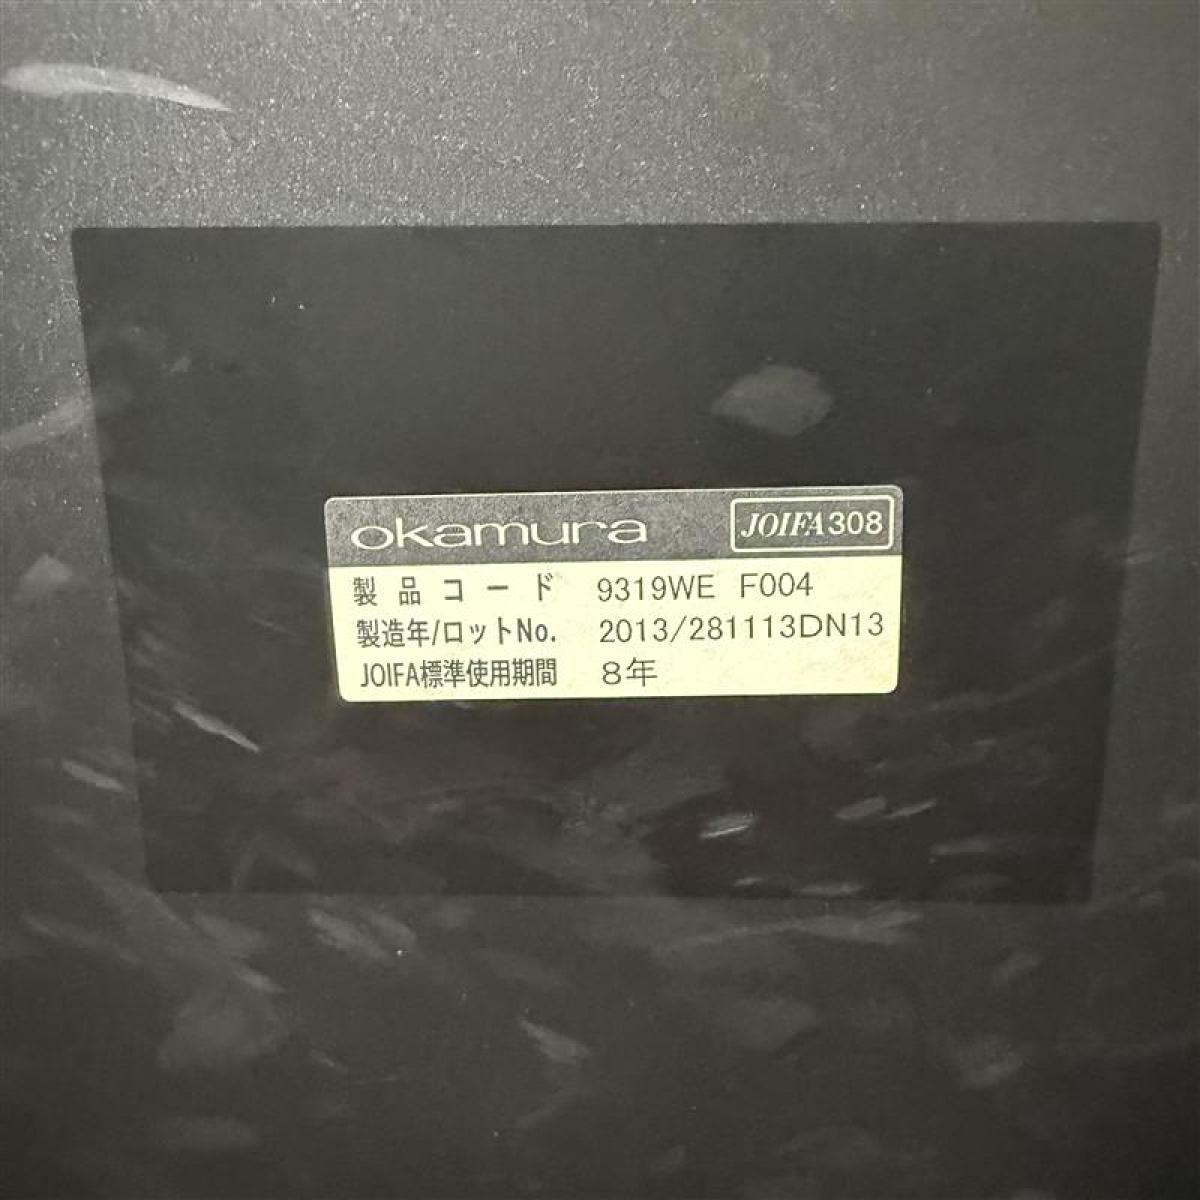 okamura JOIFA308
製品コード 9319WE F004
製造年/ロットNo. 2013/281113DN13
JOIFA標準使用期間 8年